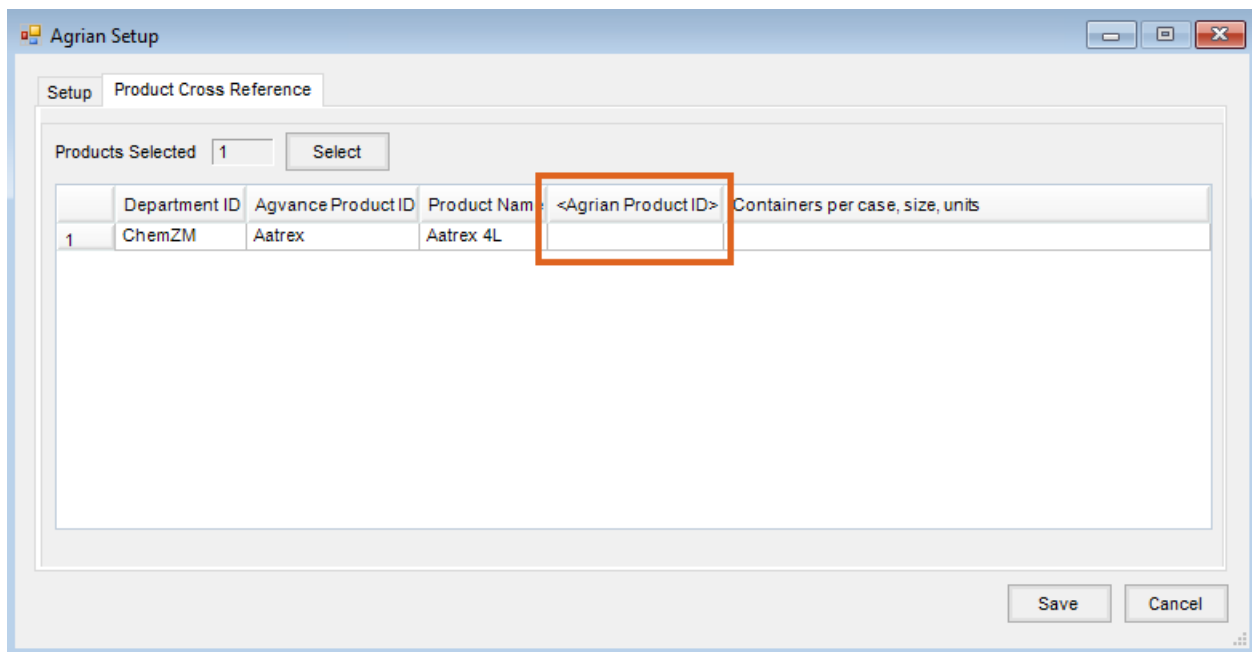 Agrian Setup
Setup Product Cross Reference
Products Selected 1 Select
Department ID Agvance Product ID Product Name <Agrian Product ID> Containers per case, size, units
1 ChemZM Aatrex Aatrex 4L
Save Cancel